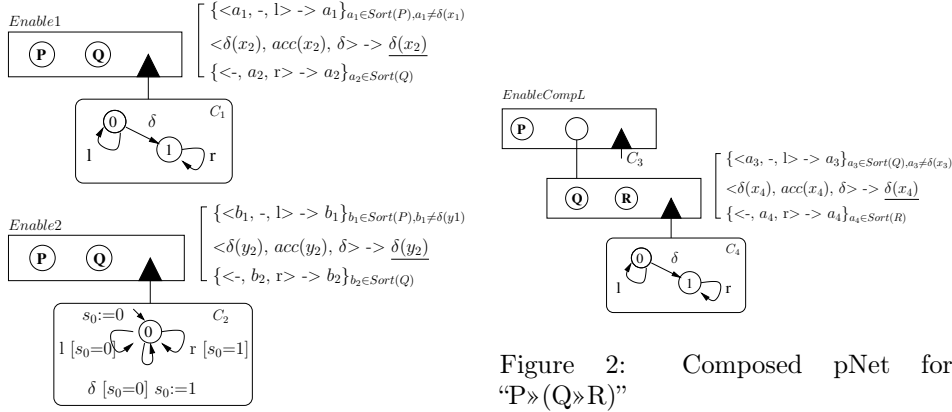 Enable1
P Q
{<a₁, -, l> -> a₁}a₁∈Sort(P),a₁≠δ(x₁)
<δ(x₂), acc(x₂), δ> -> δ(x₂)
{<-, a₂, r> -> a₂}a₂∈Sort(Q)
C₁
0 δ
1
l r
Enable2
P Q
{<b₁, -, l> -> b₁}b₁∈Sort(P),b₁≠δ(y1)
<δ(y₂), acc(y₂), δ> -> δ(y₂)
{<-, b₂, r> -> b₂}b₂∈Sort(Q)
s₀:=0 C₂
0
l [s₀=0] r [s₀=1]
δ [s₀=0] s₀:=1
EnableCompL
P
C₃
Q R
{<a₃, -, l> -> a₃}a₃∈Sort(Q),a₃≠δ(x₃)
<δ(x₄), acc(x₄), δ> -> δ(x₄)
{<-, a₄, r> -> a₄}a₄∈Sort(R)
C₄
0 δ
1
l r
Figure 2: Composed pNet for
“P»(Q»R)”